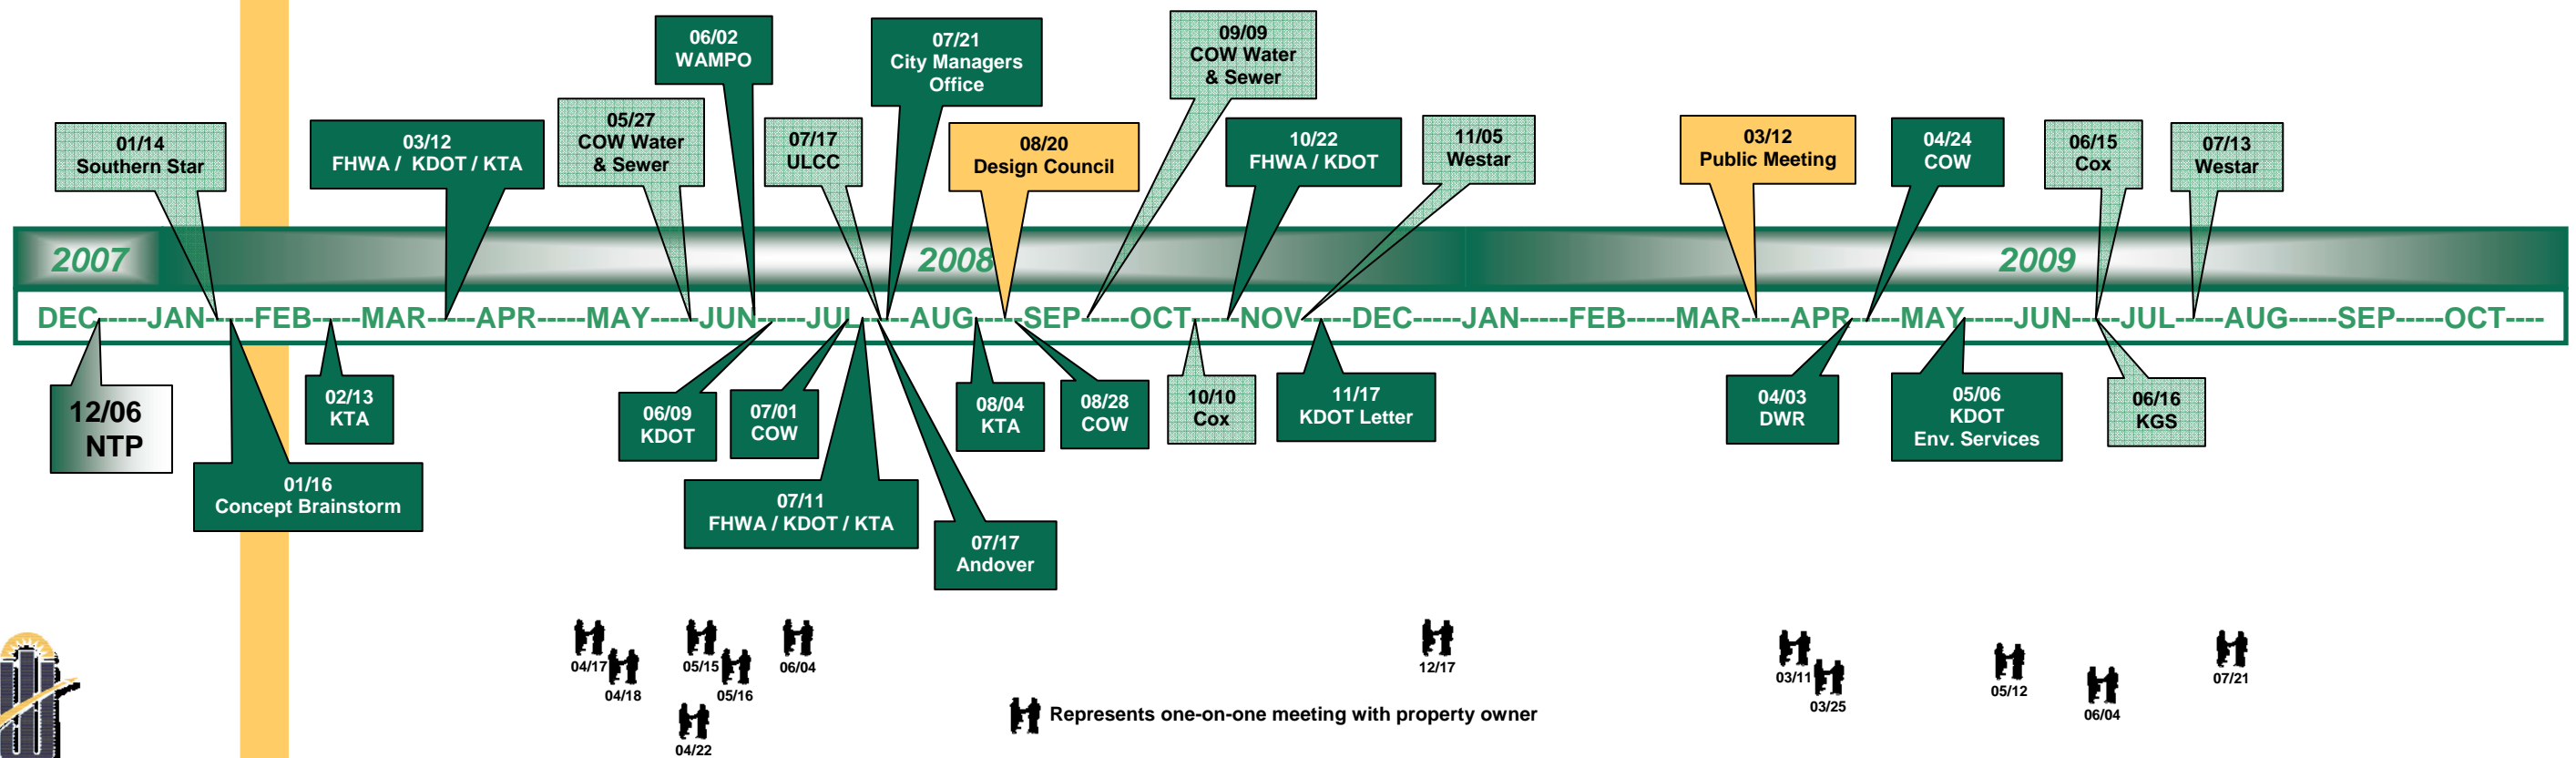 06/02
WAMPO
07/21
City Managers
Office
09/09
COW Water
& Sewer
01/14
Southern Star
03/12
FHWA / KDOT / KTA
05/27
COW Water
& Sewer
07/17
ULCC
08/20
Design Council
10/22
FHWA / KDOT
11/05
Westar
03/12
Public Meeting
04/24
COW
06/15
Cox
07/13
Westar
2007
2008
2009
DEC-----JAN-----FEB-----MAR-----APR-----MAY-----JUN-----JUL-----AUG-----SEP-----OCT-----NOV-----DEC-----JAN-----FEB-----MAR-----APR-----MAY-----JUN-----JUL-----AUG-----SEP-----OCT----
12/06
NTP
01/16
Concept Brainstorm
02/13
KTA
06/09
KDOT
07/01
COW
07/11
FHWA / KDOT / KTA
07/17
Andover
08/04
KTA
08/28
COW
10/10
Cox
11/17
KDOT Letter
04/03
DWR
05/06
KDOT
Env. Services
06/16
KGS
04/17
04/18
05/15
05/16
04/22
06/04
12/17
03/11
03/25
05/12
06/04
07/21
Represents one-on-one meeting with property owner